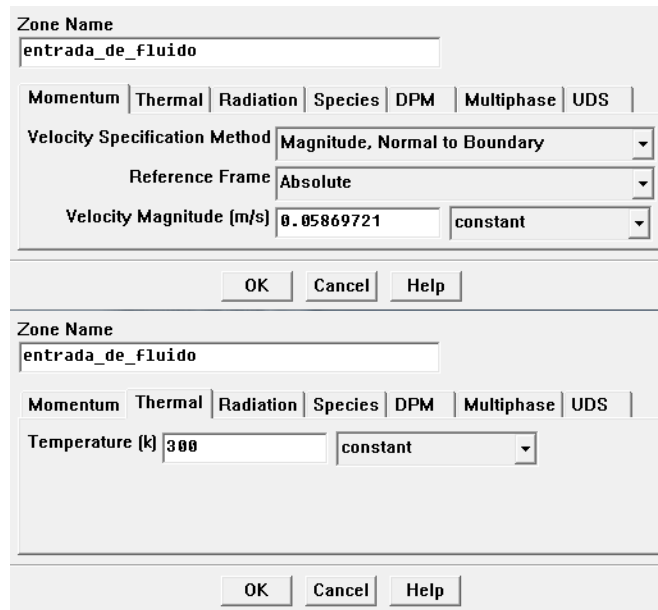 Zone Name
entrada_de_fluido
Momentum Thermal Radiation Species DPM Multiphase UDS
Velocity Specification Method Magnitude, Normal to Boundary
Reference Frame Absolute
Velocity Magnitude (m/s) 0.05869721 constant
OK Cancel Help
Zone Name
entrada_de_fluido
Momentum Thermal Radiation Species DPM Multiphase UDS
Temperature (k) 300 constant
OK Cancel Help